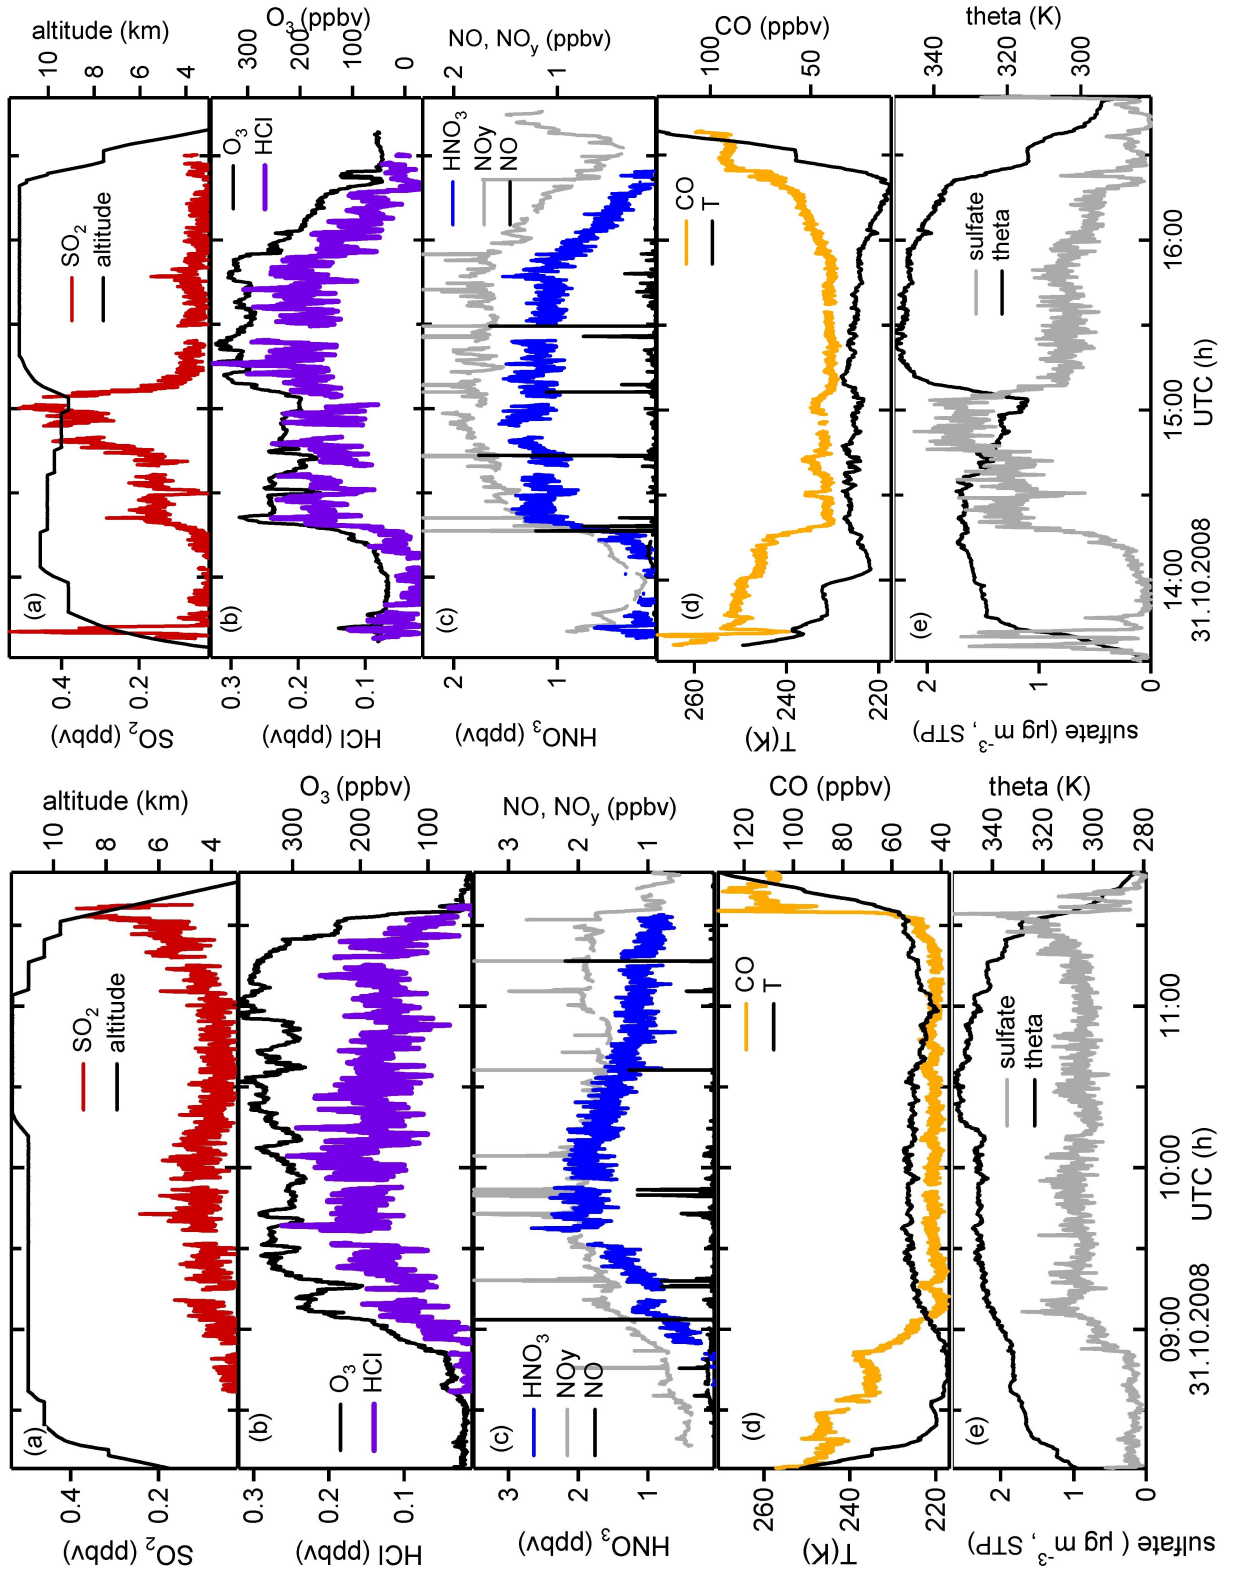 (a)
SO2
altitude
SO2 (ppbv)
0.4
0.2
altitude (km)
10
8
6
4
(b)
O3
HCl
HCl (ppbv)
0.3
0.2
0.1
O3 (ppbv)
300
200
100
(c)
HNO3
NOy
NO
HNO3 (ppbv)
3
2
1
NO, NOy (ppbv)
3
2
1
(d)
CO
T
T(K)
260
240
220
CO (ppbv)
120
100
80
60
40
(e)
sulfate
theta
sulfate ( µg m-3, STP)
2
1
0
theta (K)
340
320
300
280
09:00
10:00
11:00
31.10.2008
UTC (h)
(a)
SO2
altitude
SO2 (ppbv)
0.4
0.2
altitude (km)
10
8
6
4
(b)
O3
HCl
HCl (ppbv)
0.3
0.2
0.1
O3 (ppbv)
300
200
100
0
(c)
HNO3
NOy
NO
HNO3 (ppbv)
2
1
NO, NOy (ppbv)
2
1
(d)
CO
T
T(K)
260
240
220
CO (ppbv)
100
50
(e)
sulfate
theta
sulfate (µg m-3, STP)
2
1
0
theta (K)
340
320
300
14:00
15:00
16:00
31.10.2008
UTC (h)